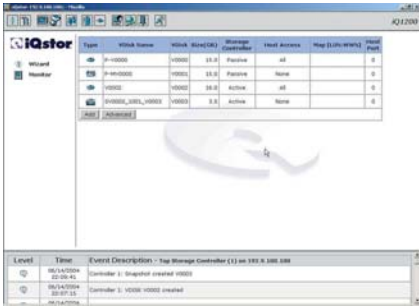 iQ1200
iQstor
Wizard
Monitor
Type VDisk Name VDisk Size(GB) Storage Controller Host Access Map (LUN:WWN) Host Port
P-V0000 V0000 15.0 Passive All 0
P-MV0000 V0001 15.0 Passive None 0
V0002 V0002 10.0 Active All 0
SV0003_1001_V0003 V0003 3.0 Active None 0
Add Advanced
Level Time Event Description - Top Storage Controller (1) on 192.9.100.100
06/14/2004 22:09:41 Controller 1: Snapshot created V0003
06/14/2004 22:07:15 Controller 1: VDISK V0002 created
06/14/2004